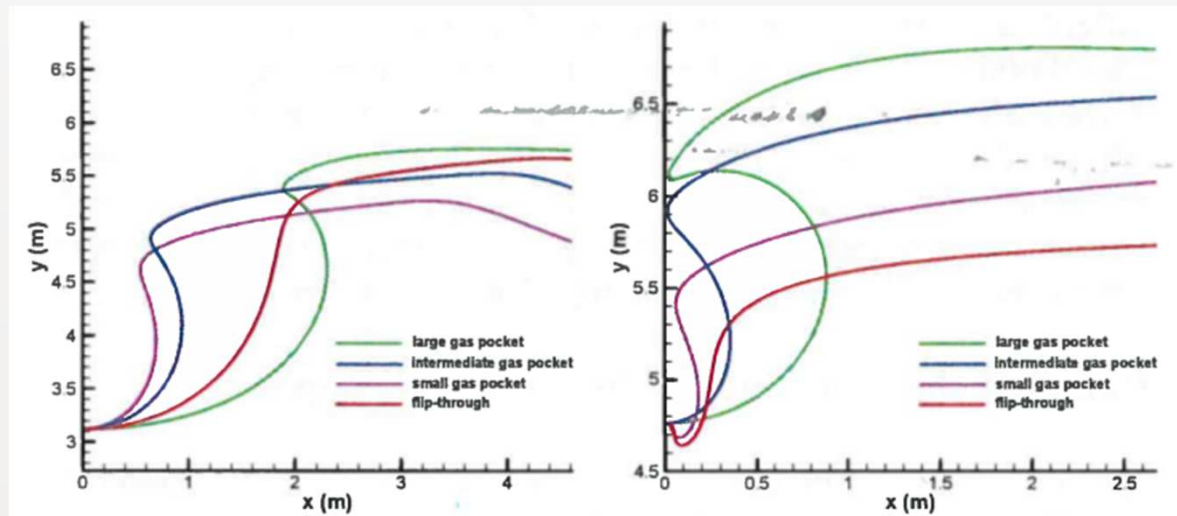 6.5
6
5.5
5
4.5
4
3.5
3
y (m)
0
1
2
3
4
x (m)
large gas pocket
intermediate gas pocket
small gas pocket
flip-through
6.5
6
5.5
5
4.5
y (m)
0
0.5
1
1.5
2
2.5
x (m)
large gas pocket
intermediate gas pocket
small gas pocket
flip-through